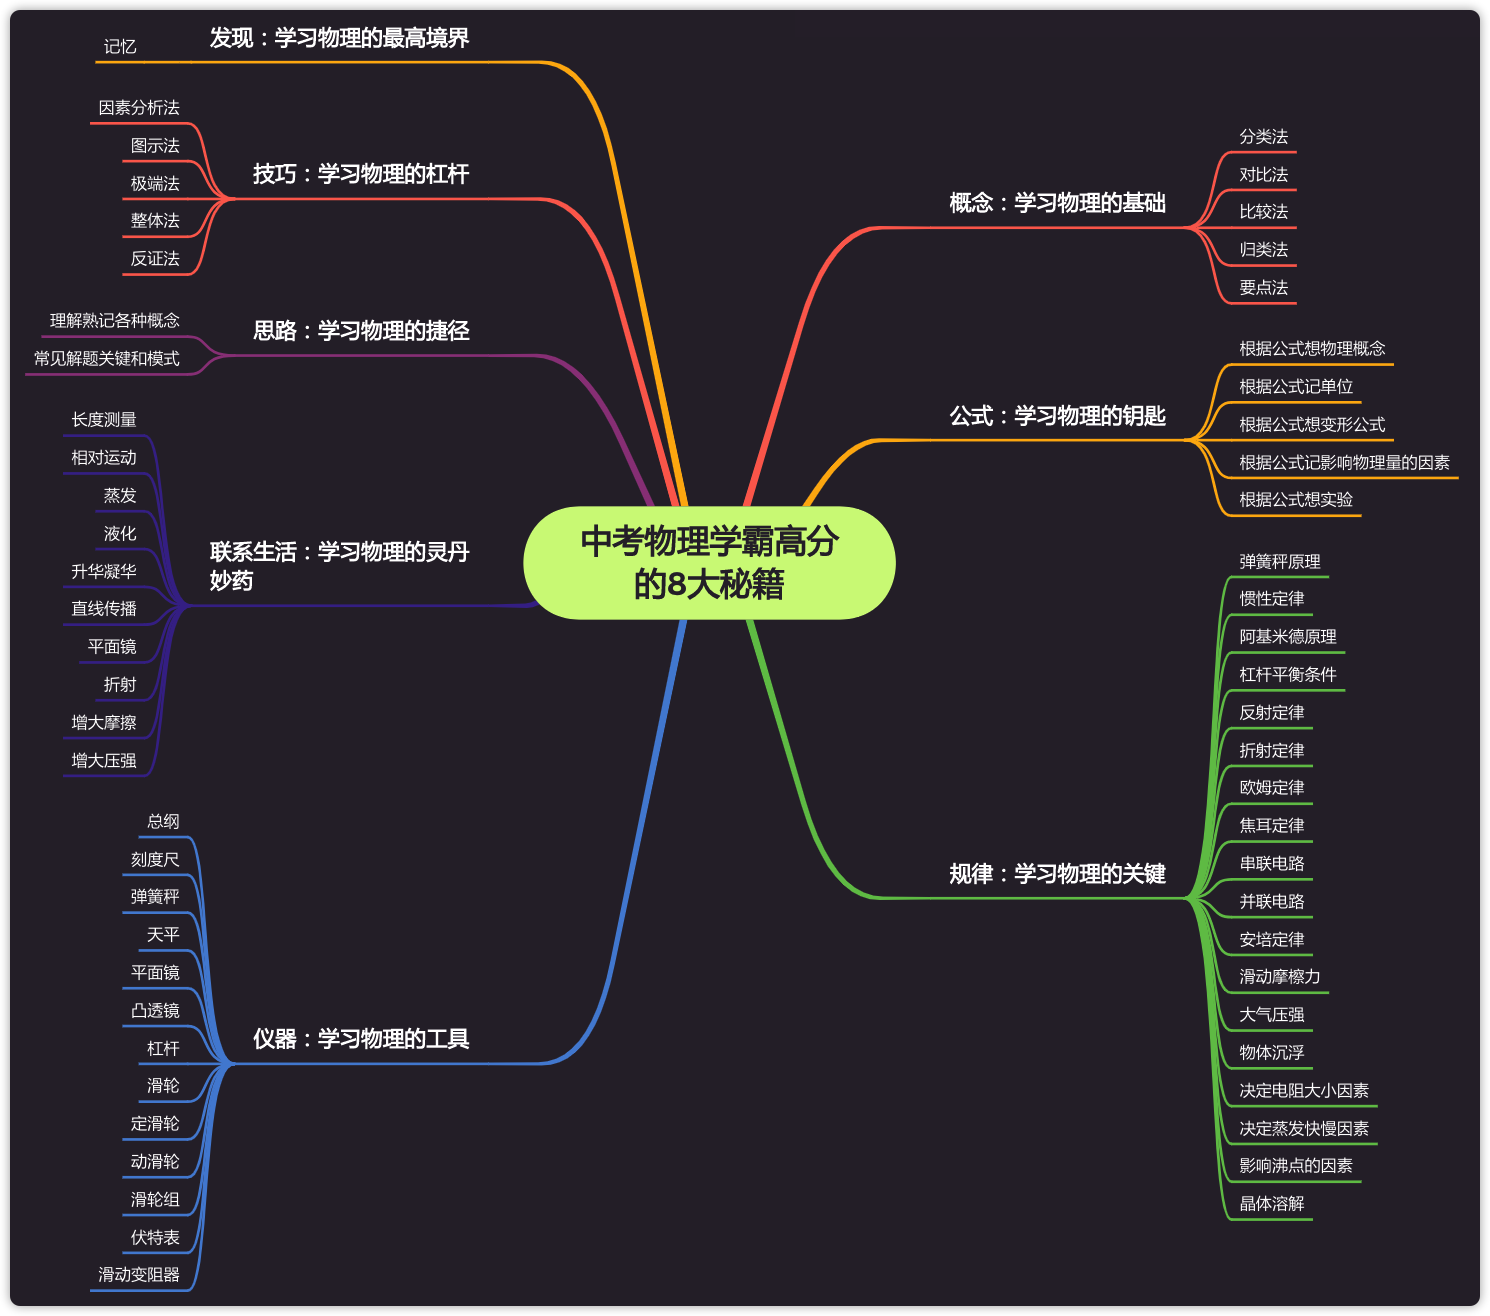 中考物理学霸高分
的8大秘籍
概念：学习物理的基础
分类法
对比法
比较法
归类法
要点法
公式：学习物理的钥匙
根据公式想物理概念
根据公式记单位
根据公式想变形公式
根据公式记影响物理量的因素
根据公式想实验
规律：学习物理的关键
弹簧秤原理
惯性定律
阿基米德原理
杠杆平衡条件
反射定律
折射定律
欧姆定律
焦耳定律
串联电路
并联电路
安培定律
滑动摩檫力
大气压强
物体沉浮
决定电阻大小因素
决定蒸发快慢因素
影响沸点的因素
晶体溶解
发现：学习物理的最高境界
记忆
技巧：学习物理的杠杆
因素分析法
图示法
极端法
整体法
反证法
思路：学习物理的捷径
理解熟记各种概念
常见解题关键和模式
联系生活：学习物理的灵丹
妙药
长度测量
相对运动
蒸发
液化
升华凝华
直线传播
平面镜
折射
增大摩擦
增大压强
仪器：学习物理的工具
总纲
刻度尺
弹簧秤
天平
平面镜
凸透镜
杠杆
滑轮
定滑轮
动滑轮
滑轮组
伏特表
滑动变阻器